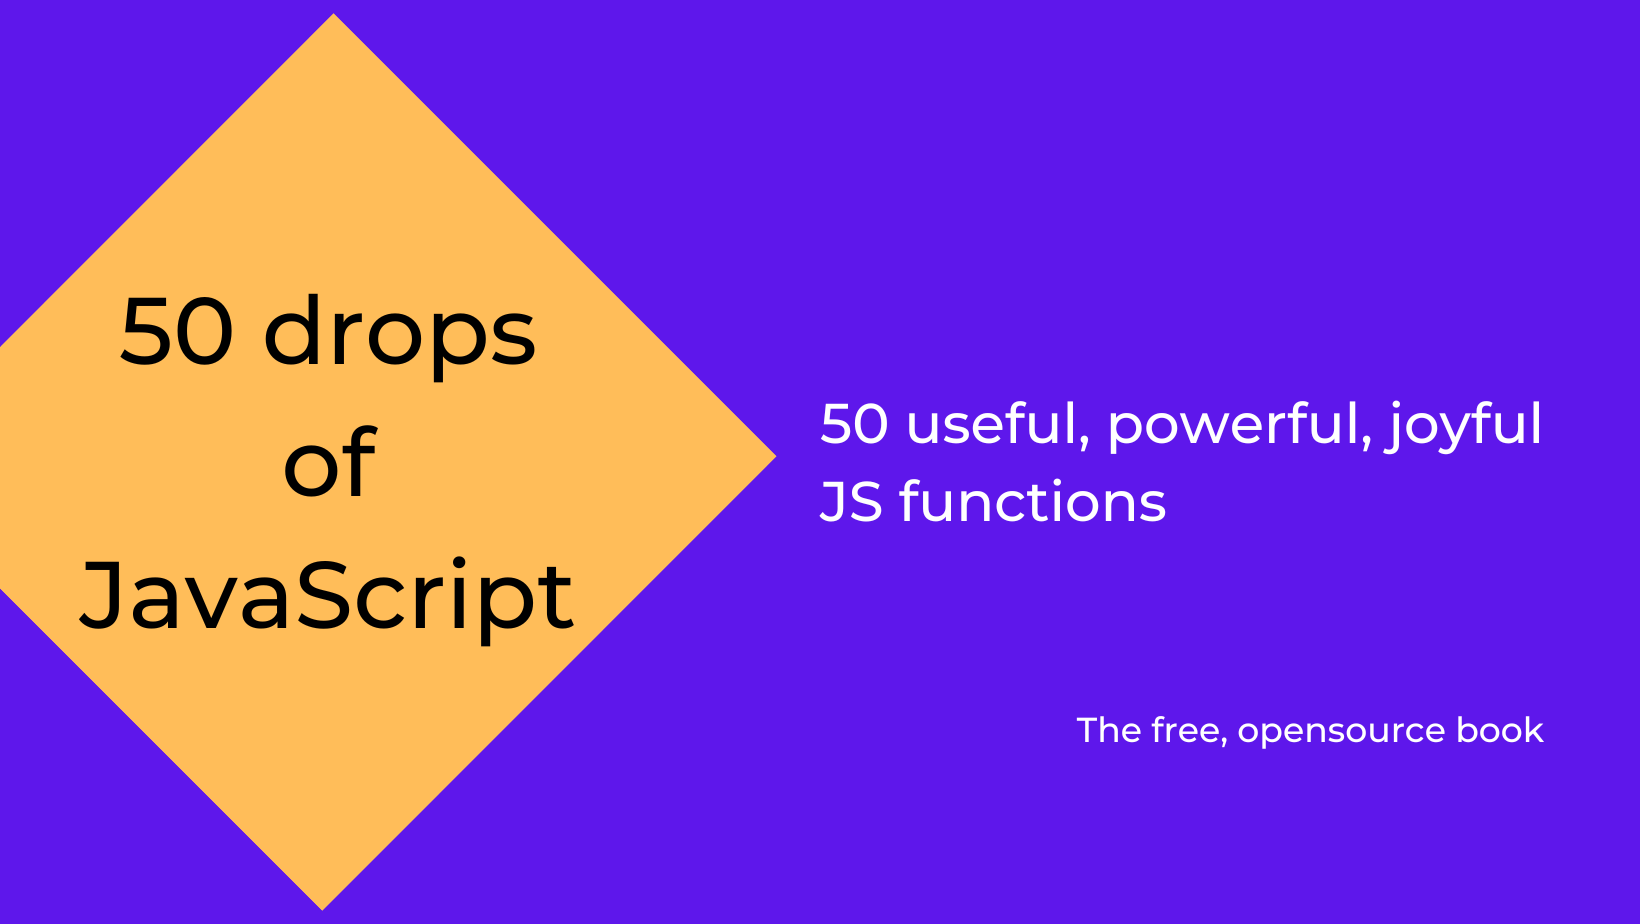 50 drops
of
JavaScript
50 useful, powerful, joyful
JS functions
The free, opensource book